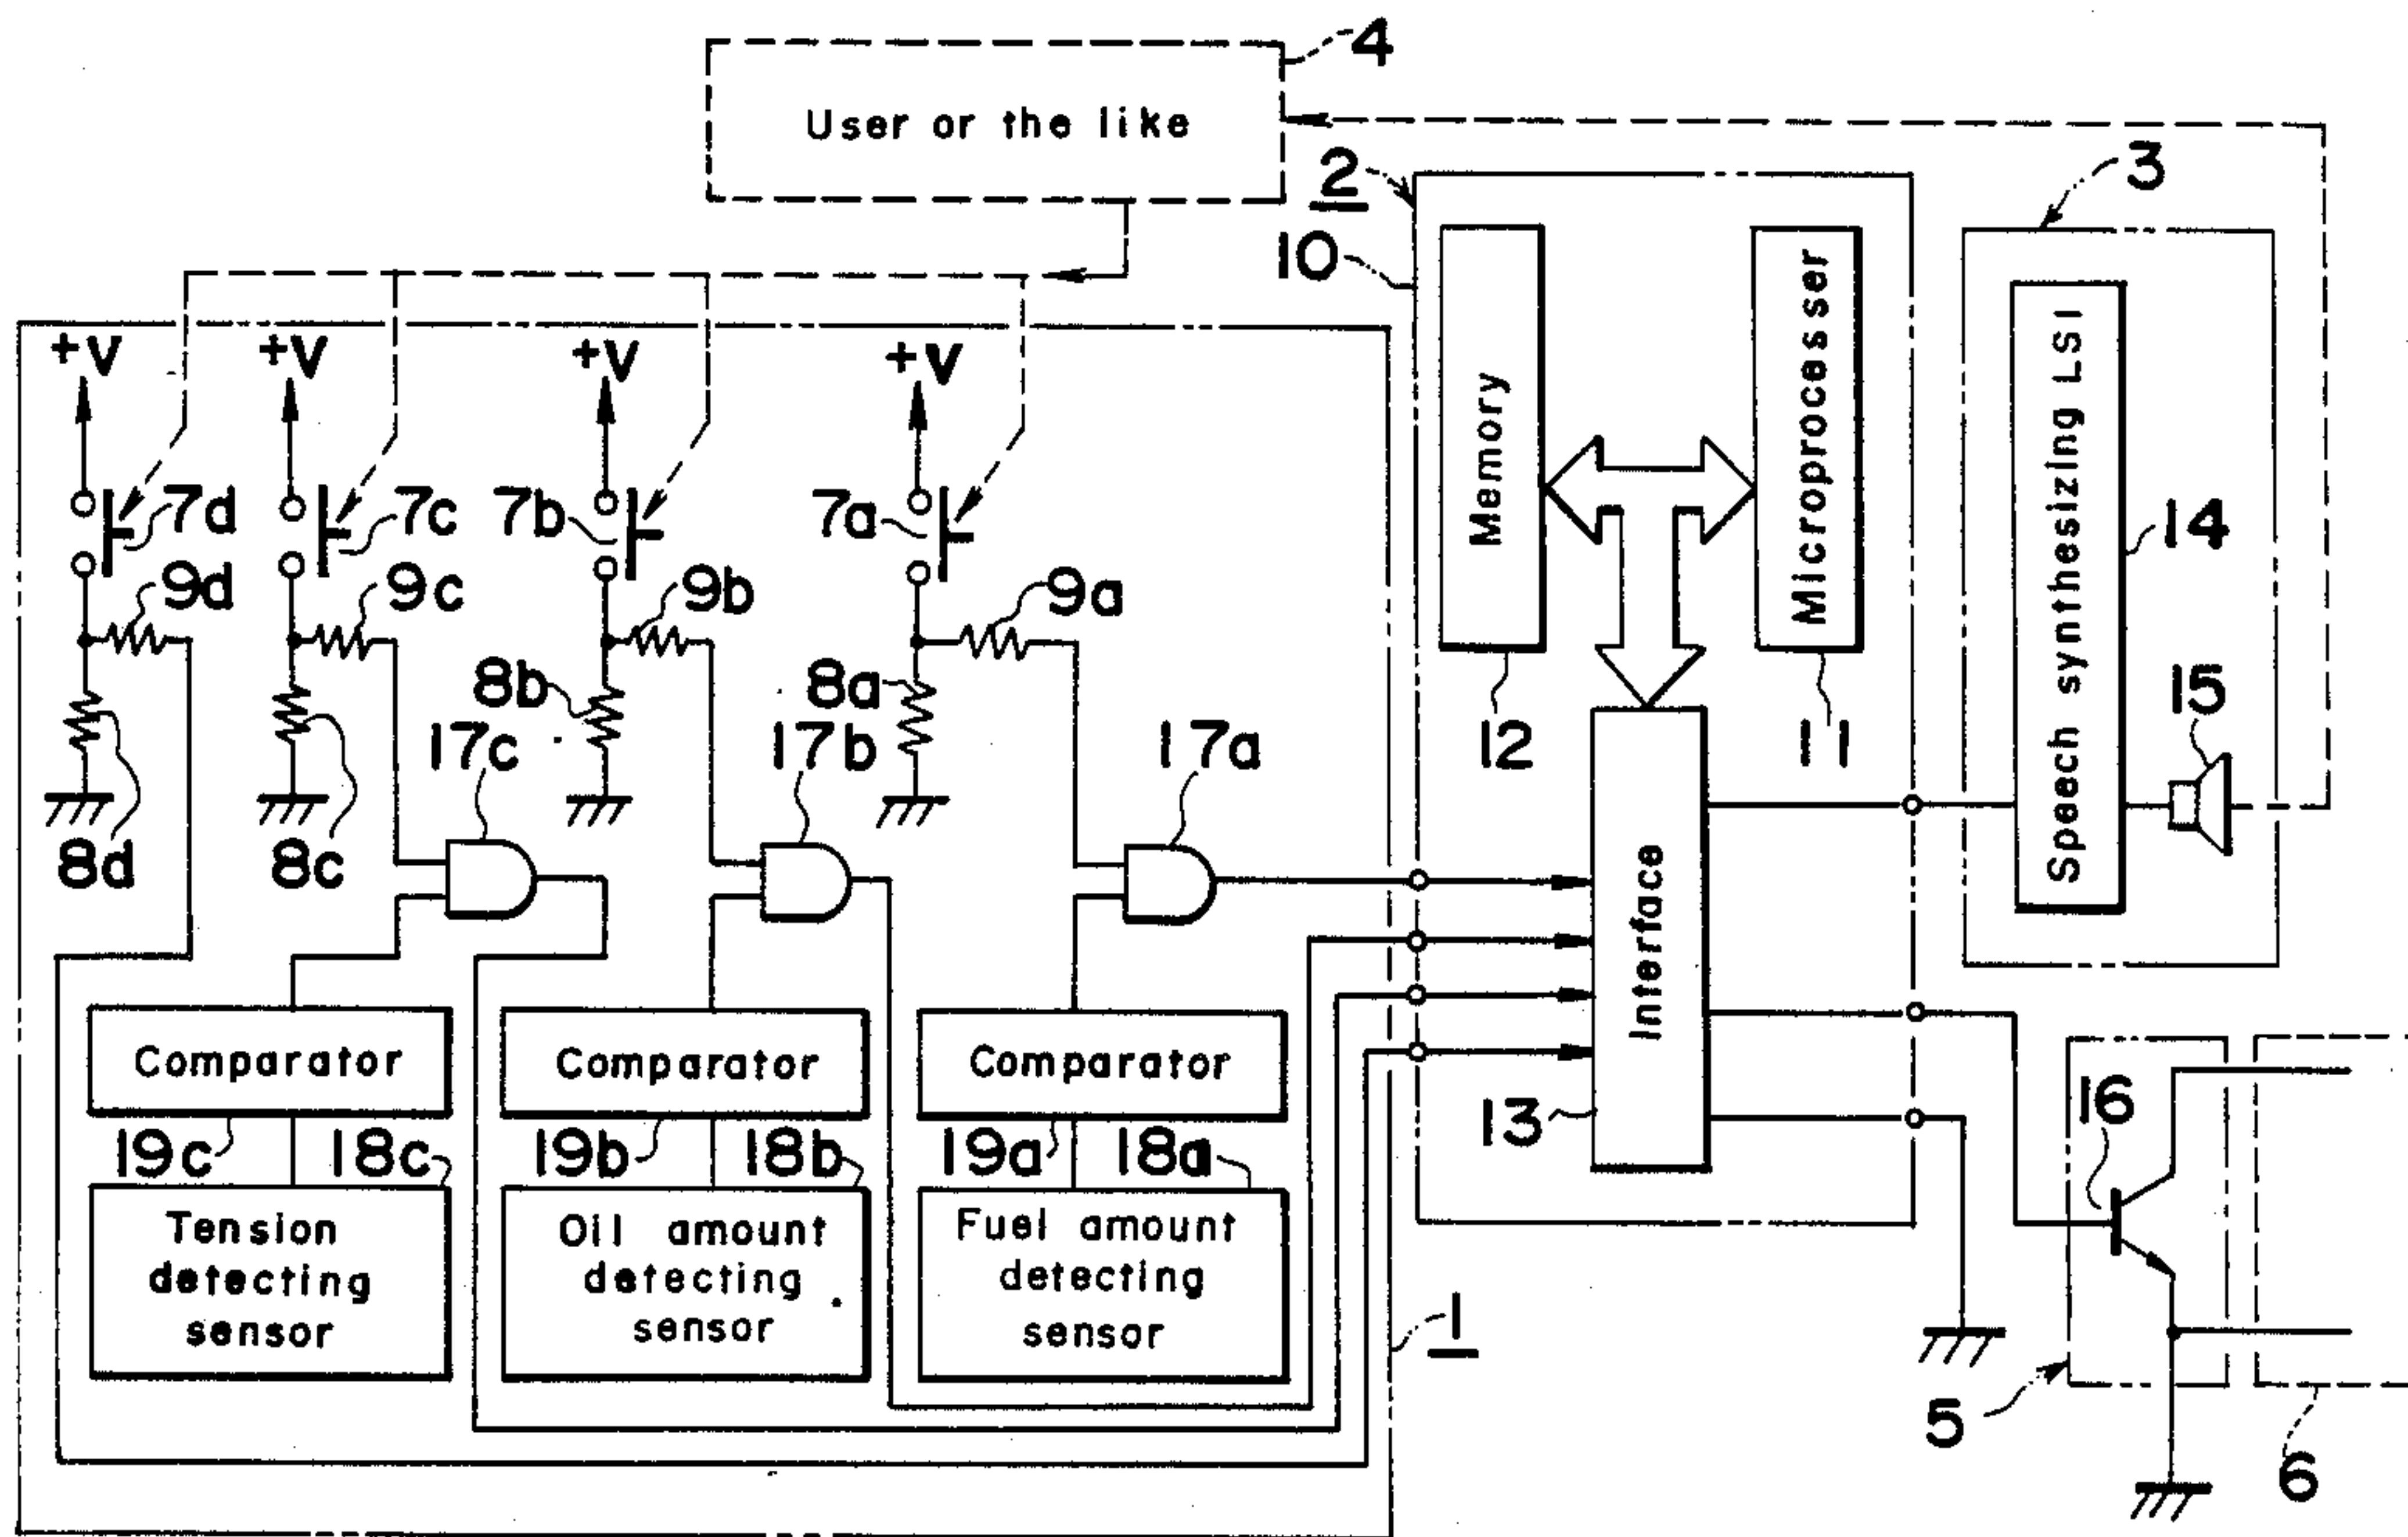 4
User or the like
2
3
10
+V
+V
+V
+V
Memory
Microprocesser
Speech synthesizing LSI
14
7d
7c
7b
7a
9d
9c
9b
9a
8b
8a
15
17c
17b
17a
12
11
8d
8c
Interface
Comparator
Comparator
Comparator
13
16
19c
18c
19b
18b
19a
18a
Tension
detecting
sensor
Oil amount
detecting
sensor
Fuel amount
detecting
sensor
1
5
6